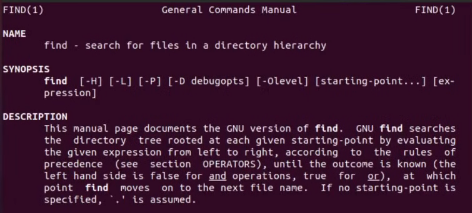 FIND(1) General Commands Manual FIND(1)
NAME
find - search for files in a directory hierarchy
SYNOPSIS
find [-H] [-L] [-P] [-D debugopts] [-Olevel] [starting-point...] [ex-
pression]
DESCRIPTION
This manual page documents the GNU version of find. GNU find searches
the directory tree rooted at each given starting-point by evaluating
the given expression from left to right, according to the rules of
precedence (see section OPERATORS), until the outcome is known (the
left hand side is false for and operations, true for or), at which
point find moves on to the next file name. If no starting-point is
specified, `.' is assumed.